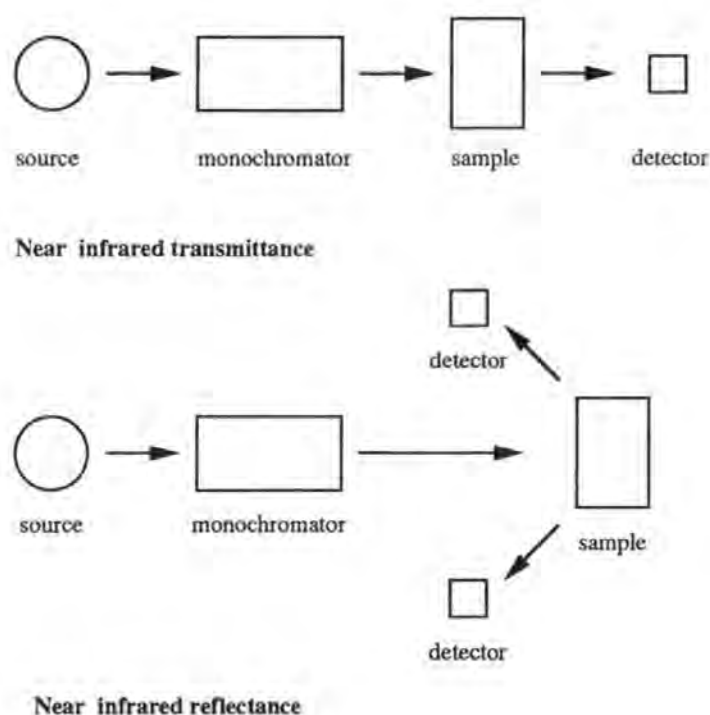 source monochromator sample detector
Near infrared transmittance
detector
source monochromator
sample
detector
Near infrared reflectance